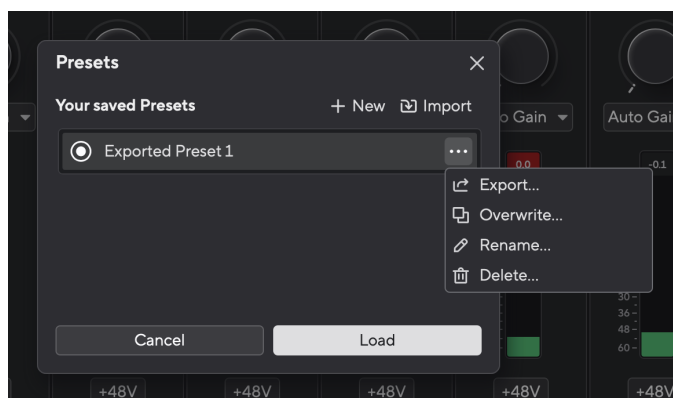 Presets
Your saved Presets
+ New Import
Exported Preset 1
Export...
Overwrite...
Rename...
Delete...
Cancel Load
o Gain
Auto Gai
0.0
-0.1
30
36
48
60
+48V +48V +48V +48V +48V